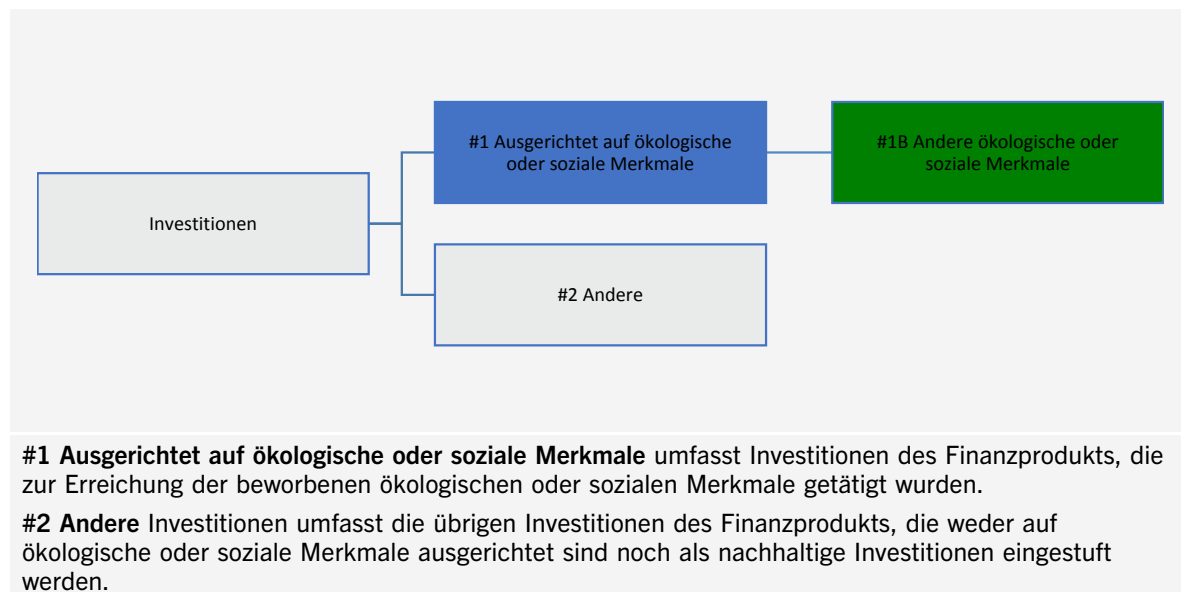 #1 Ausgerichtet auf ökologische
oder soziale Merkmale
#1B Andere ökologische oder
soziale Merkmale
Investitionen
#2 Andere
#1 Ausgerichtet auf ökologische oder soziale Merkmale umfasst Investitionen des Finanzprodukts, die
zur Erreichung der beworbenen ökologischen oder sozialen Merkmale getätigt wurden.
#2 Andere Investitionen umfasst die übrigen Investitionen des Finanzprodukts, die weder auf
ökologische oder soziale Merkmale ausgerichtet sind noch als nachhaltige Investitionen eingestuft
werden.